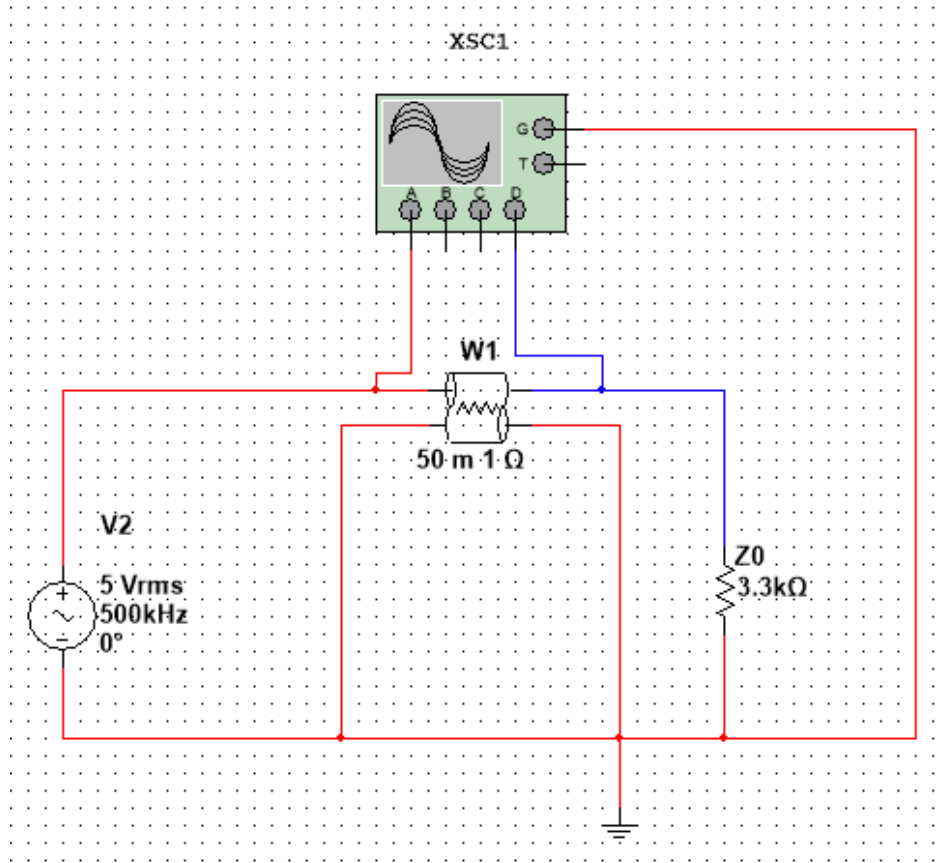 XSC1
G
T
A B C D
W1
50 m 1 Ω
V2
5 Vrms
500kHz
0°
Z0
3.3kΩ